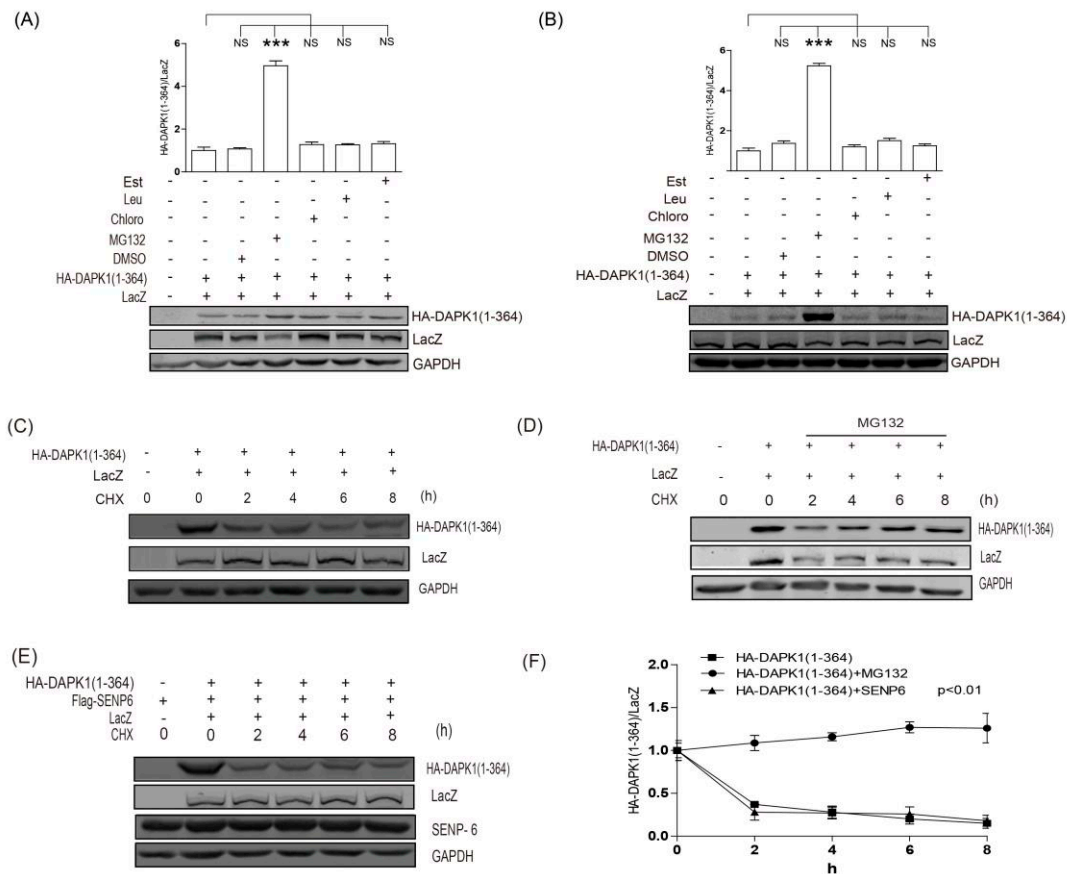 (A)
NS *** NS NS NS
HA-DAPK1(1-364)/LacZ
6
4
2
0
Est - - - - - - +
Leu - - - - - + -
Chloro - - - - + - -
MG132 - - - + - - -
DMSO - - + - - - -
HA-DAPK1(1-364) - + + + + + +
LacZ - + + + + + +
HA-DAPK1(1-364)
LacZ
GAPDH
(B)
NS *** NS NS NS
HA-DAPK1(1-364)/LacZ
6
4
2
0
Est - - - - - - +
Leu - - - - - + -
Chloro - - - - + - -
MG132 - - - + - - -
DMSO - - + - - - -
HA-DAPK1(1-364) - + + + + + +
LacZ - + + + + + +
HA-DAPK1(1-364)
LacZ
GAPDH
(C)
HA-DAPK1(1-364) - + + + + +
LacZ - + + + + +
CHX 0 0 2 4 6 8 (h)
HA-DAPK1(1-364)
LacZ
GAPDH
(D)
MG132
HA-DAPK1(1-364) - + + + + +
LacZ - + + + + +
CHX 0 0 2 4 6 8 (h)
HA-DAPK1(1-364)
LacZ
GAPDH
(E)
HA-DAPK1(1-364) - + + + + +
Flag-SENP6 + + + + + +
LacZ - + + + + +
CHX 0 0 2 4 6 8 (h)
HA-DAPK1(1-364)
LacZ
SENP-6
GAPDH
(F)
HA-DAPK1(1-364)
HA-DAPK1(1-364)+MG132
HA-DAPK1(1-364)+SENP6 p<0.01
HA-DAPK1(1-364)/LacZ
2.0
1.5
1.0
0.5
0.0
0 2 4 6 8
h